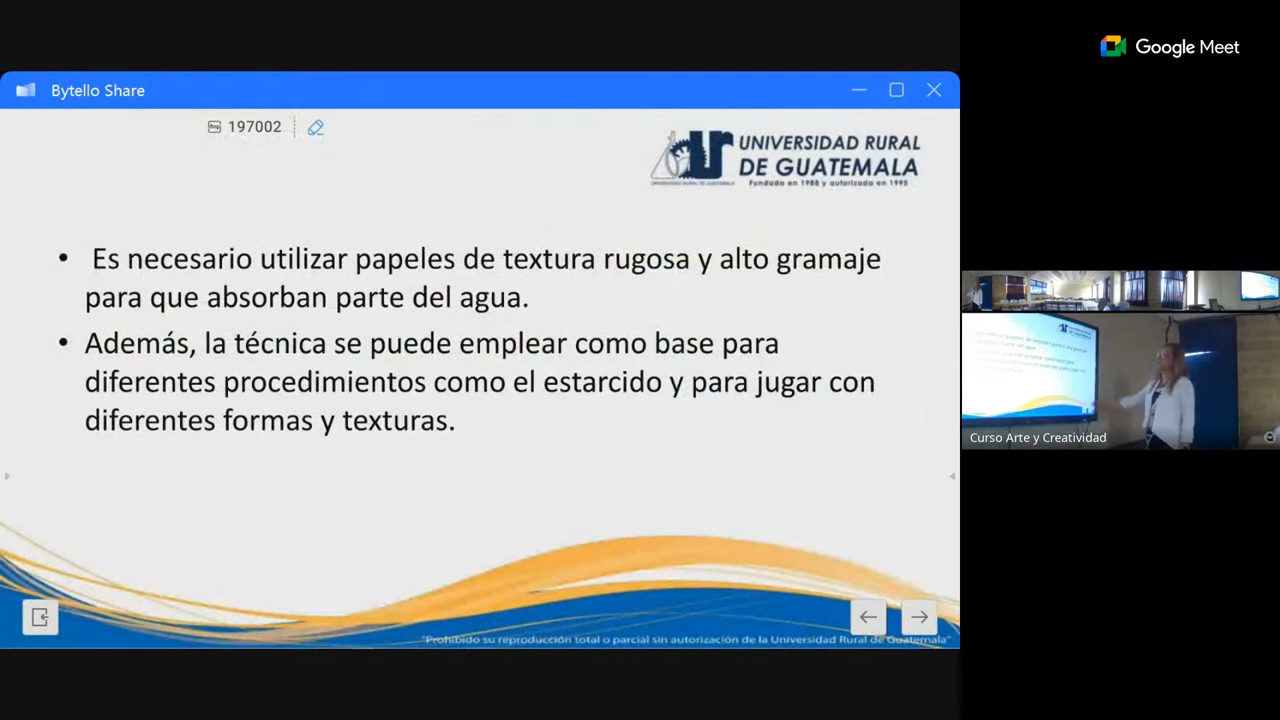 Google Meet
Bytello Share
197002
UNIVERSIDAD RURAL
DE GUATEMALA
Fundada en 1988 y autorizada en 1995
• Es necesario utilizar papeles de textura rugosa y alto gramaje
para que absorban parte del agua.
• Además, la técnica se puede emplear como base para
diferentes procedimientos como el estarcido y para jugar con
diferentes formas y texturas.
"Prohibido su reproducción total o parcial sin autorización de la Universidad Rural de Guatemala"
Curso Arte y Creatividad